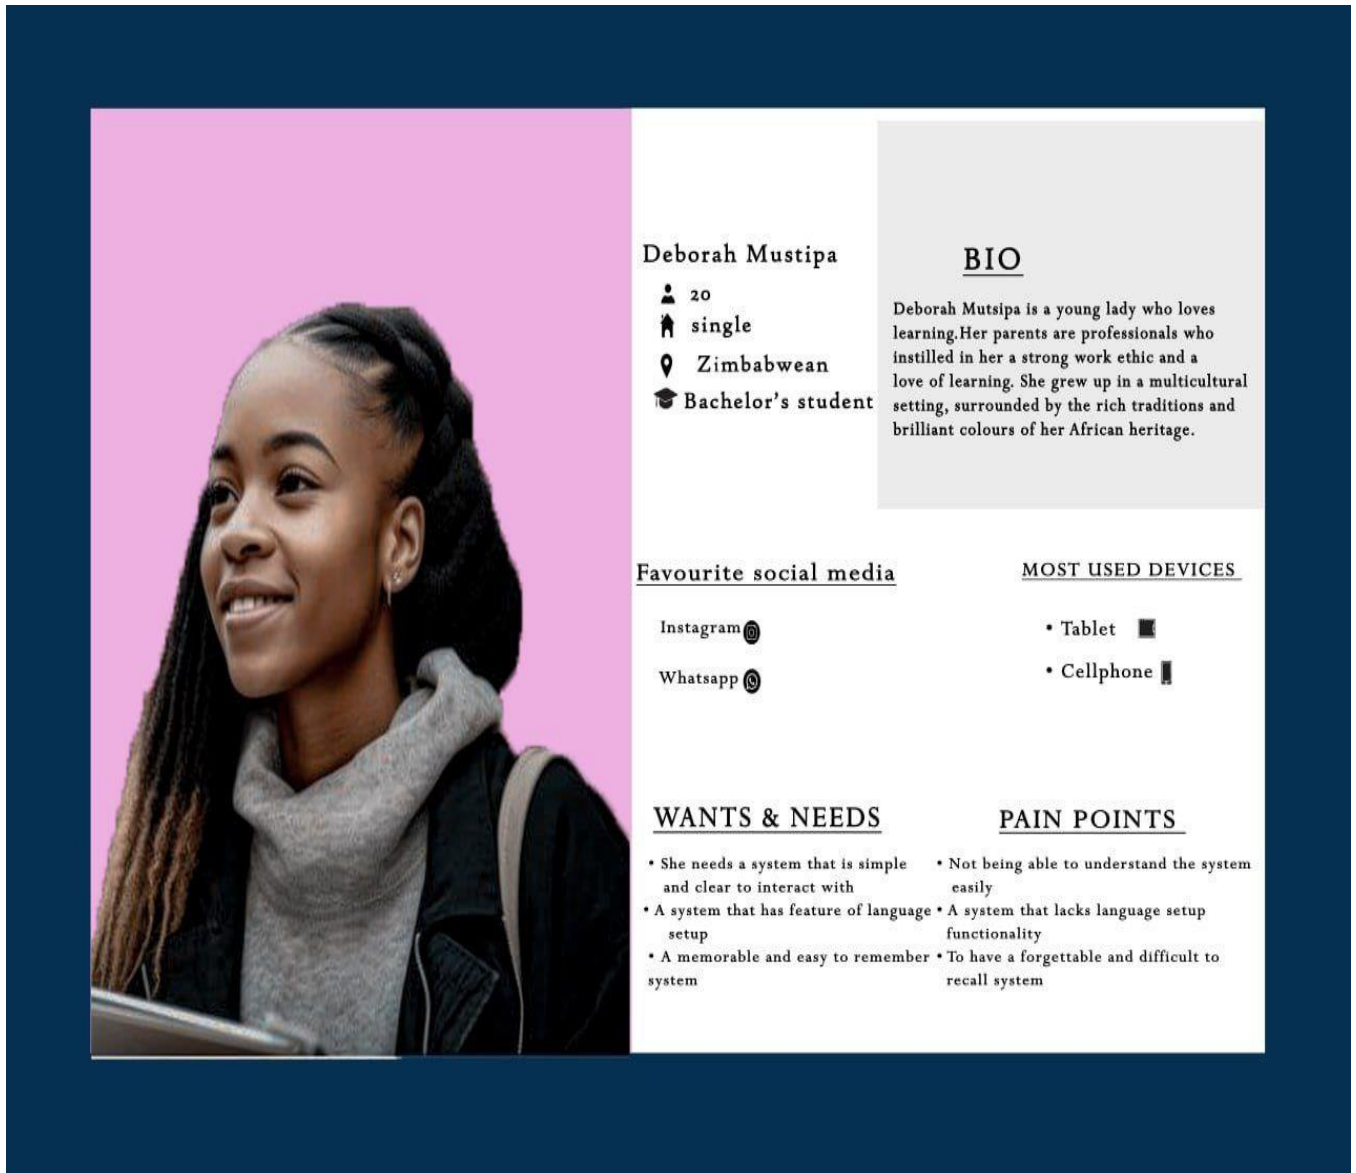 Deborah Mustipa
20
single
Zimbabwean
Bachelor's student
BIO
Deborah Mutsipa is a young lady who loves
learning.Her parents are professionals who
instilled in her a strong work ethic and a
love of learning. She grew up in a multicultural
setting, surrounded by the rich traditions and
brilliant colours of her African heritage.
Favourite social media
Instagram
Whatsapp
MOST USED DEVICES
• Tablet
• Cellphone
WANTS & NEEDS
• She needs a system that is simple
and clear to interact with
• A system that has feature of language
setup
• A memorable and easy to remember
system
PAIN POINTS
• Not being able to understand the system
easily
• A system that lacks language setup
functionality
• To have a forgettable and difficult to
recall system